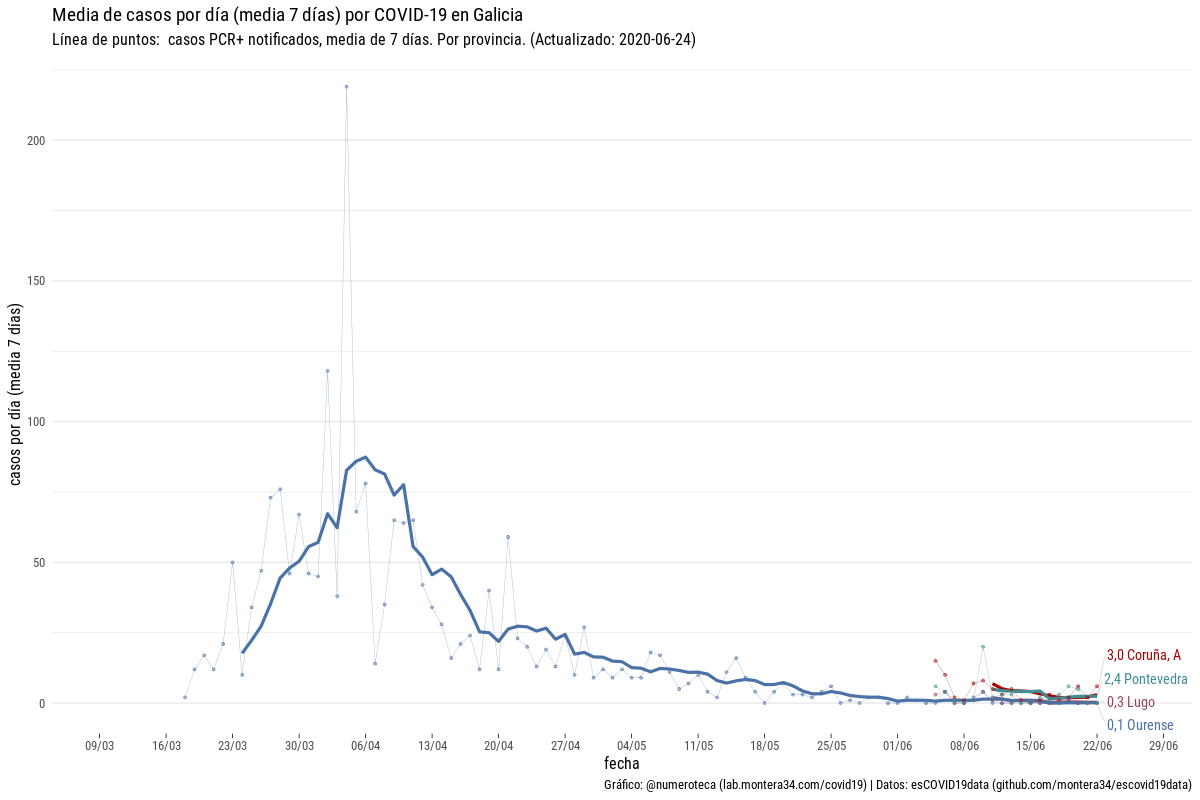 Media de casos por día (media 7 días) por COVID-19 en Galicia
Línea de puntos:  casos PCR+ notificados, media de 7 días. Por provincia. (Actualizado: 2020-06-24)
casos por día (media 7 días)
200
150
100
50
0
3,0 Coruña, A
2,4 Pontevedra
0,3 Lugo
0,1 Ourense
09/03 16/03 23/03 30/03 06/04 13/04 20/04 27/04 04/05 11/05 18/05 25/05 01/06 08/06 15/06 22/06 29/06
fecha
Gráfico: @numeroteca (lab.montera34.com/covid19) | Datos: esCOVID19data (github.com/montera34/escovid19data)